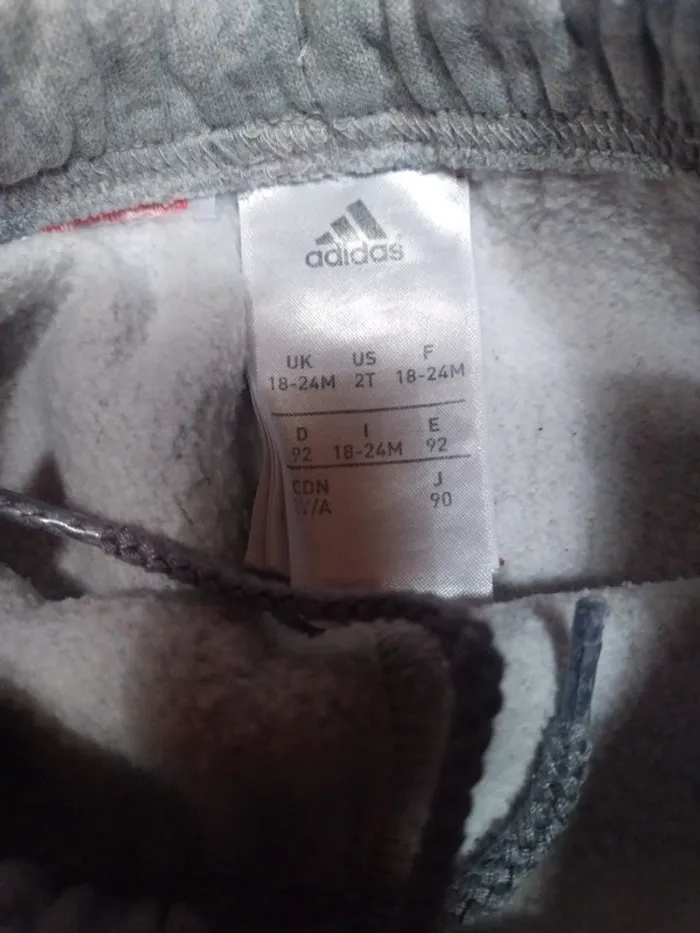 adidas
UK US F
18-24M 2T 18-24M
D I E
92 18-24M 92
CDN J
90